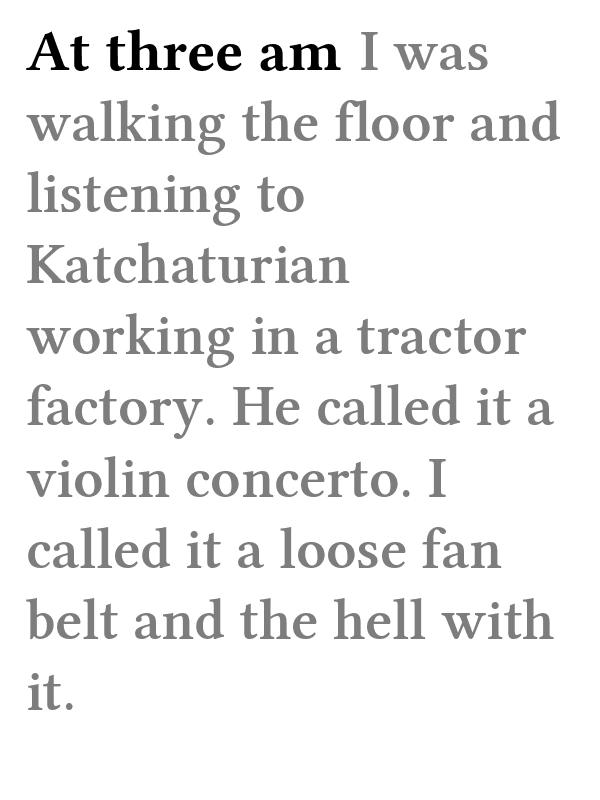 At three am I was
walking the floor and
listening to
Katchaturian
working in a tractor
factory. He called it a
violin concerto. I
called it a loose fan
belt and the hell with
it.